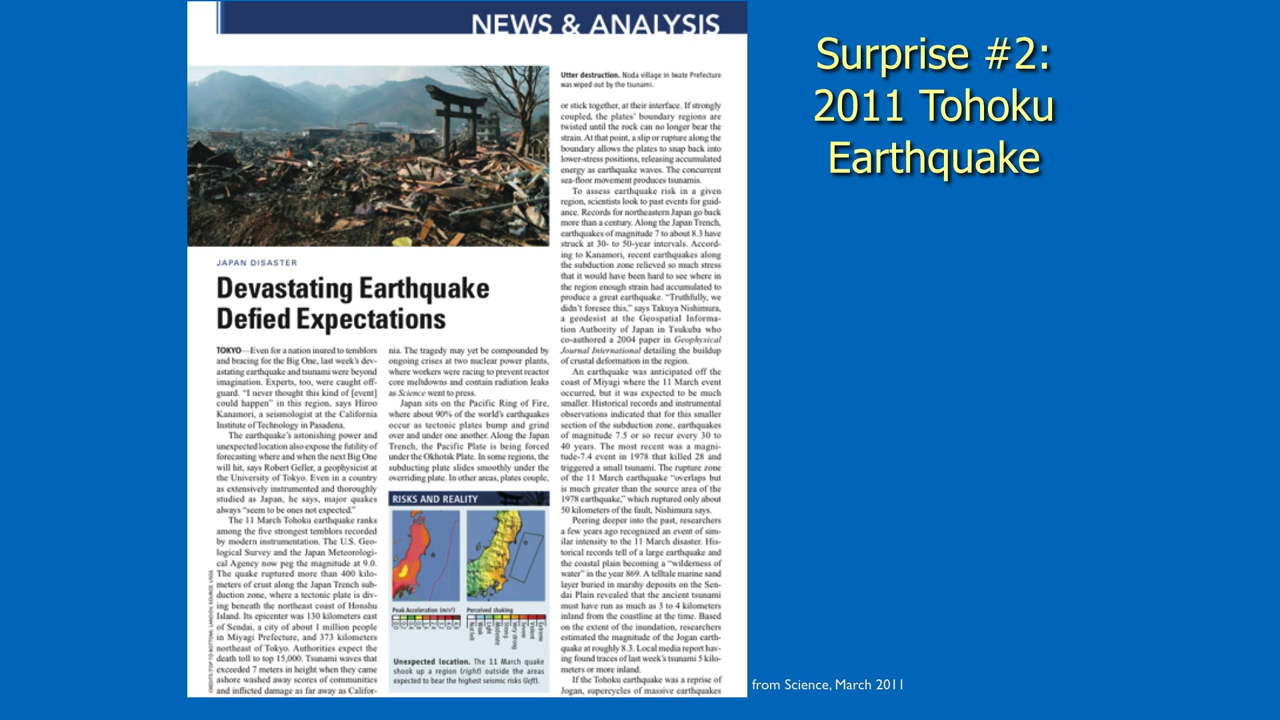 NEWS & ANALYSIS
Surprise #2:
2011 Tohoku
Earthquake
Utter destruction. Noda village in Iwate Prefecture
was wiped out by the tsunami.
JAPAN DISASTER
Devastating Earthquake
Defied Expectations
TOKYO—Even for a nation inured to temblors
and bracing for the Big One, last week's dev-
astating earthquake and tsunami were beyond
imagination. Experts, too, were caught off-
guard. "I never thought this kind of [event]
could happen" in this region, says Hiroo
Kanamori, a seismologist at the California
Institute of Technology in Pasadena.
The earthquake's astonishing power and
unexpected location also expose the futility of
forecasting where and when the next Big One
will hit, says Robert Geller, a geophysicist at
the University of Tokyo. Even in a country
as extensively instrumented and thoroughly
studied as Japan, he says, major quakes
always "seem to be ones not expected."
The 11 March Tohoku earthquake ranks
among the five strongest temblors recorded
by modern instrumentation. The U.S. Geo-
logical Survey and the Japan Meteorologi-
cal Agency now peg the magnitude at 9.0.
The quake ruptured more than 400 kilo-
meters of crust along the Japan Trench sub-
duction zone, where a tectonic plate is div-
ing beneath the northeast coast of Honshu
Island. Its epicenter was 130 kilometers east
of Sendai, a city of about 1 million people
in Miyagi Prefecture, and 373 kilometers
northeast of Tokyo. Authorities expect the
death toll to top 15,000. Tsunami waves that
exceeded 7 meters in height when they came
ashore washed away scores of communities
and inflicted damage as far away as Califor-
nia. The tragedy may yet be compounded by
ongoing crises at two nuclear power plants,
where workers were racing to prevent reactor
core meltdowns and contain radiation leaks
as Science went to press.
Japan sits on the Pacific Ring of Fire,
where about 90% of the world's earthquakes
occur as tectonic plates bump and grind
over and under one another. Along the Japan
Trench, the Pacific Plate is being forced
under the Okhotsk Plate. In some regions, the
subducting plate slides smoothly under the
overriding plate. In other areas, plates couple,
RISKS AND REALITY
Peak Acceleration (m/s²)
Perceived shaking
Not felt
Weak
Light
Moderate
Strong
Very strong
Severe
Violent
Extreme
Unexpected location. The 11 March quake
shook up a region (right) outside the areas
expected to bear the highest seismic risks (left).
or stick together, at their interface. If strongly
coupled, the plates' boundary regions are
twisted until the rock can no longer bear the
strain. At that point, a slip or rupture along the
boundary allows the plates to snap back into
lower-stress positions, releasing accumulated
energy as earthquake waves. The concurrent
sea-floor movement produces tsunamis.
To assess earthquake risk in a given
region, scientists look to past events for guid-
ance. Records for northeastern Japan go back
more than a century. Along the Japan Trench,
earthquakes of magnitude 7 to about 8.3 have
struck at 30- to 50-year intervals. Accord-
ing to Kanamori, recent earthquakes along
the subduction zone relieved so much stress
that it would have been hard to see where in
the region enough strain had accumulated to
produce a great earthquake. "Truthfully, we
didn't foresee this," says Takuya Nishimura,
a geodesist at the Geospatial Informa-
tion Authority of Japan in Tsukuba who
co-authored a 2004 paper in Geophysical
Journal International detailing the buildup
of crustal deformation in the region.
An earthquake was anticipated off the
coast of Miyagi where the 11 March event
occurred, but it was expected to be much
smaller. Historical records and instrumental
observations indicated that for this smaller
section of the subduction zone, earthquakes
of magnitude 7.5 or so recur every 30 to
40 years. The most recent was a magni-
tude-7.4 event in 1978 that killed 28 and
triggered a small tsunami. The rupture zone
of the 11 March earthquake "overlaps but
is much greater than the source area of the
1978 earthquake," which ruptured only about
50 kilometers of the fault, Nishimura says.
Peering deeper into the past, researchers
a few years ago recognized an event of sim-
ilar intensity to the 11 March disaster. His-
torical records tell of a large earthquake and
the coastal plain becoming a "wilderness of
water" in the year 869. A telltale marine sand
layer buried in marshy deposits on the Sen-
dai Plain revealed that the ancient tsunami
must have run as much as 3 to 4 kilometers
inland from the coastline at the time. Based
on the extent of the inundation, researchers
estimated the magnitude of the Jogan earth-
quake at roughly 8.3. Local media report hav-
ing found traces of last week's tsunami 5 kilo-
meters or more inland.
If the Tohoku earthquake was a reprise of
Jogan, supercycles of massive earthquakes
from Science, March 2011